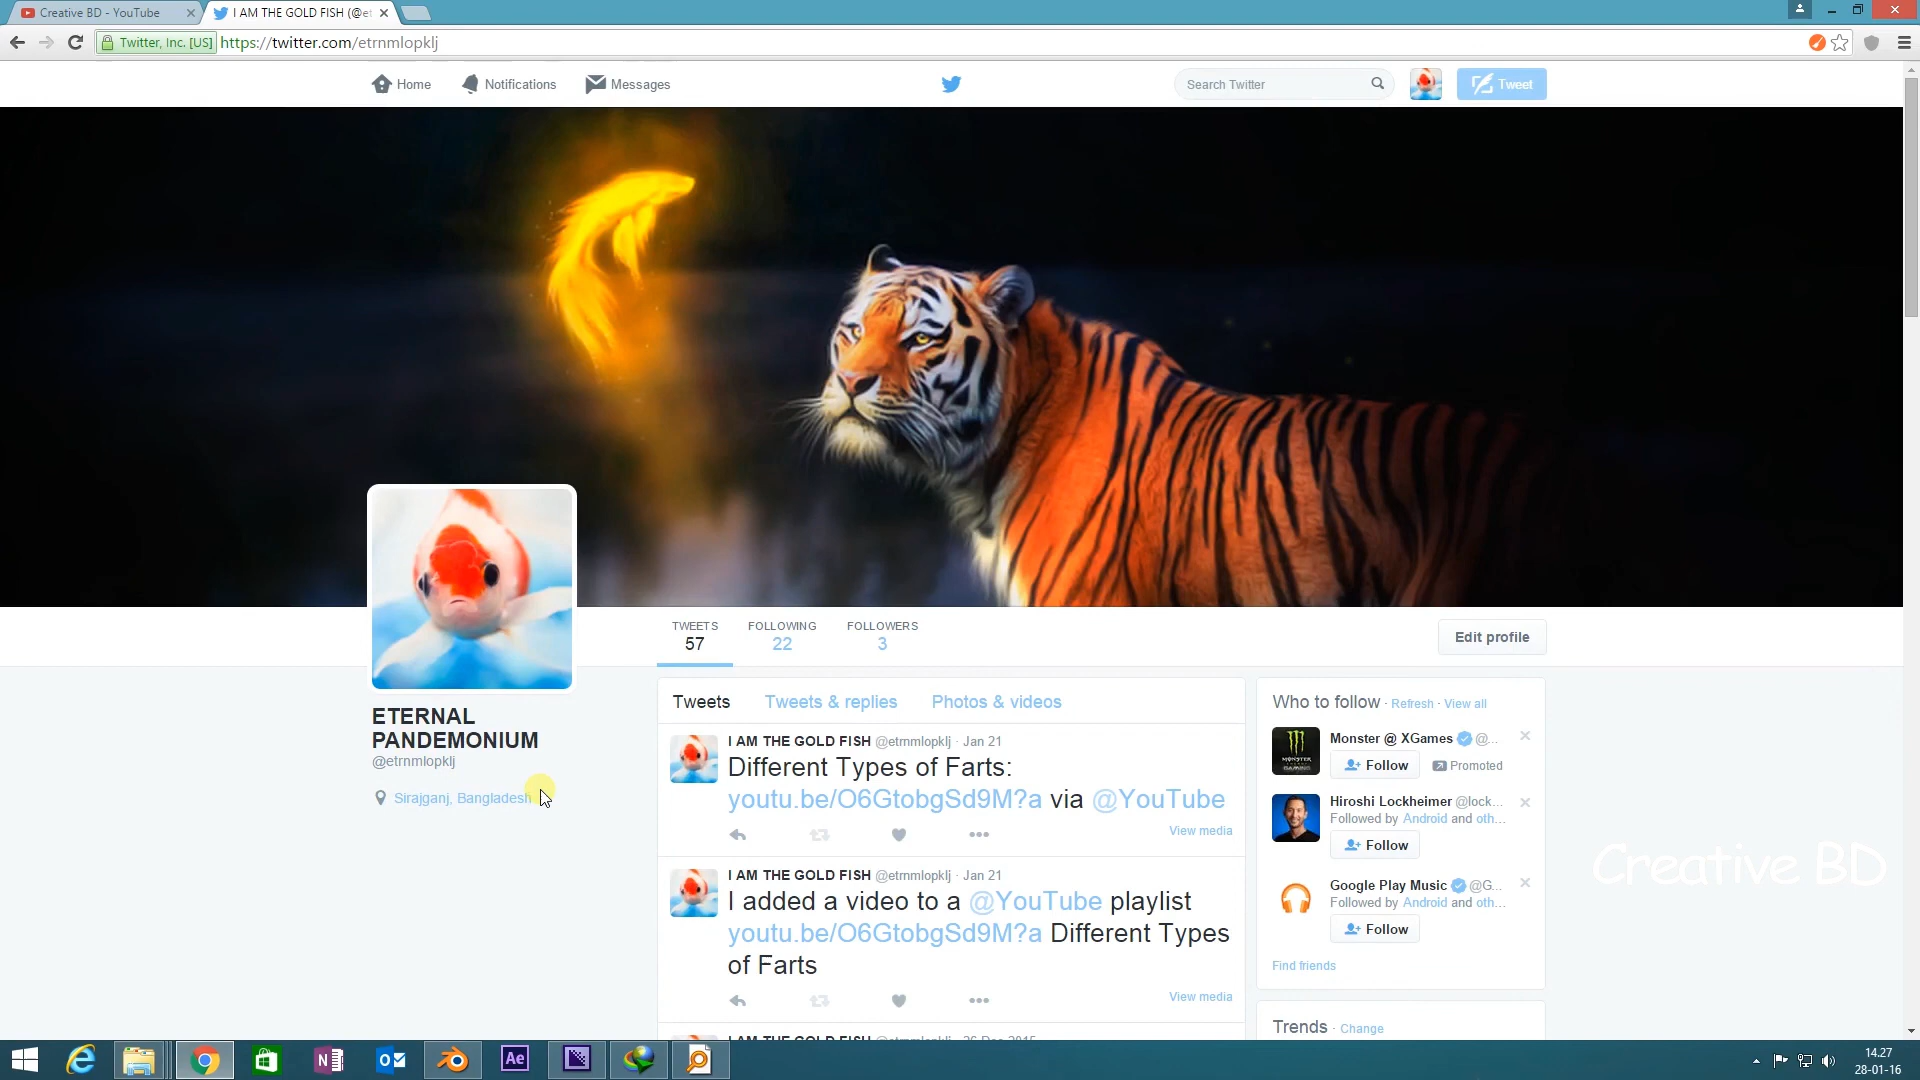 Creative BD - YouTube
I AM THE GOLD FISH (@et
Twitter, Inc. [US] https://twitter.com/etrnmlopklj
Home
Notifications
Messages
Search Twitter
Tweet
TWEETS
57
FOLLOWING
22
FOLLOWERS
3
Edit profile
ETERNAL
PANDEMONIUM
@etrnmlopklj
Sirajganj, Bangladesh
Tweets
Tweets & replies
Photos & videos
I AM THE GOLD FISH @etrnmlopklj · Jan 21
Different Types of Farts:
youtu.be/O6GtobgSd9M?a via @YouTube
View media
I AM THE GOLD FISH @etrnmlopklj · Jan 21
I added a video to a @YouTube playlist
youtu.be/O6GtobgSd9M?a Different Types
of Farts
View media
Who to follow · Refresh · View all
Monster @ XGames @...
Follow
Promoted
MONSTER
Hiroshi Lockheimer @lock...
Followed by Android and oth...
Follow
Google Play Music @G...
Followed by Android and oth...
Follow
Find friends
Trends · Change
Creative BD
Ae
14.27
28-01-16